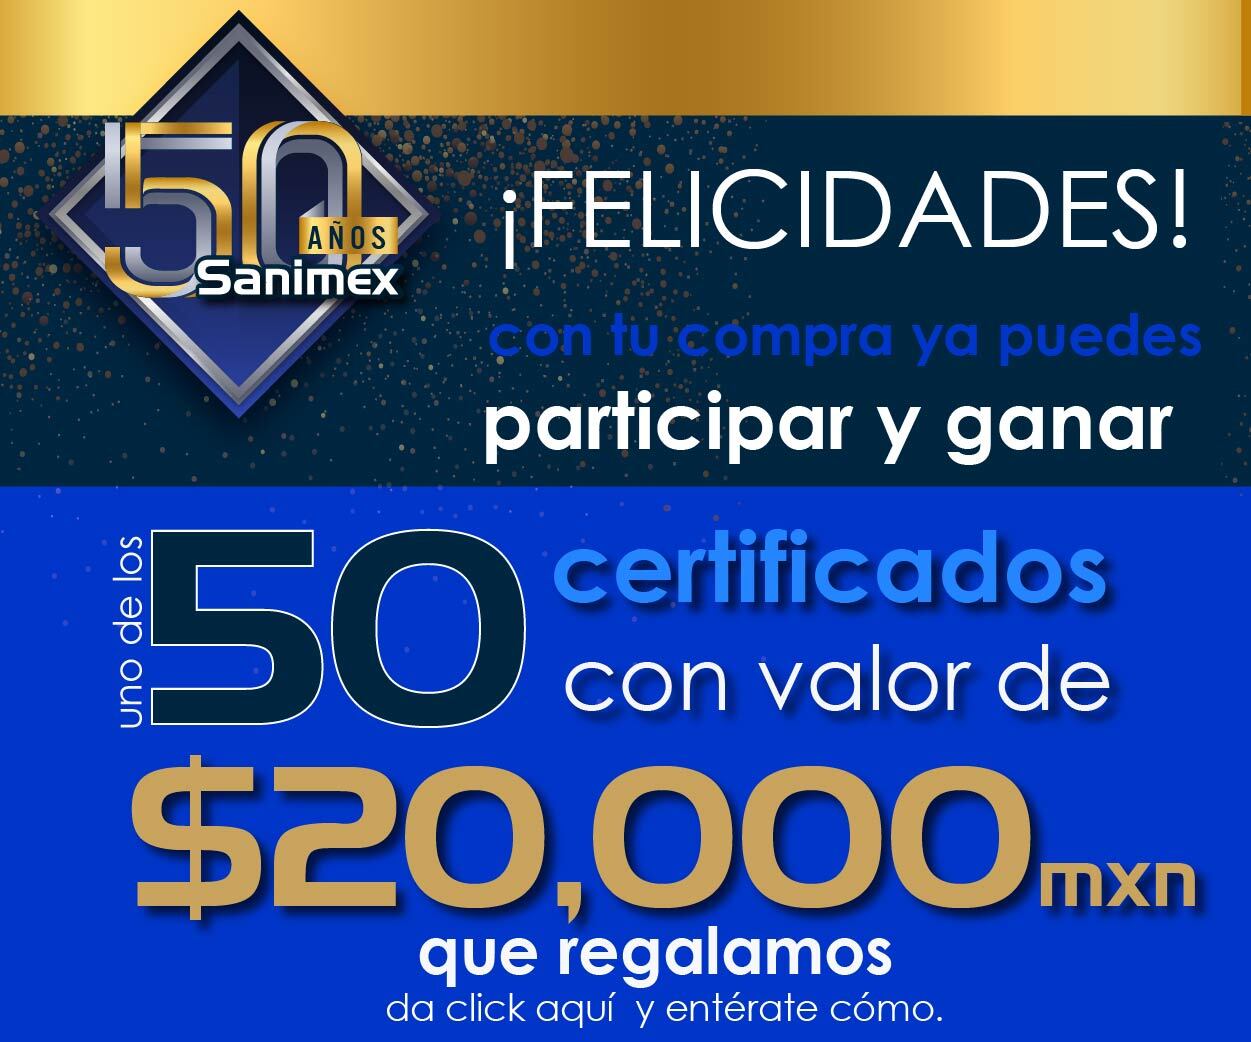 50
AÑOS
Sanimex
¡FELICIDADES!
con tu compra ya puedes
participar y ganar
uno de los
50
certificados
con valor de
$20,000mxn
que regalamos
da click aquí y entérate cómo.